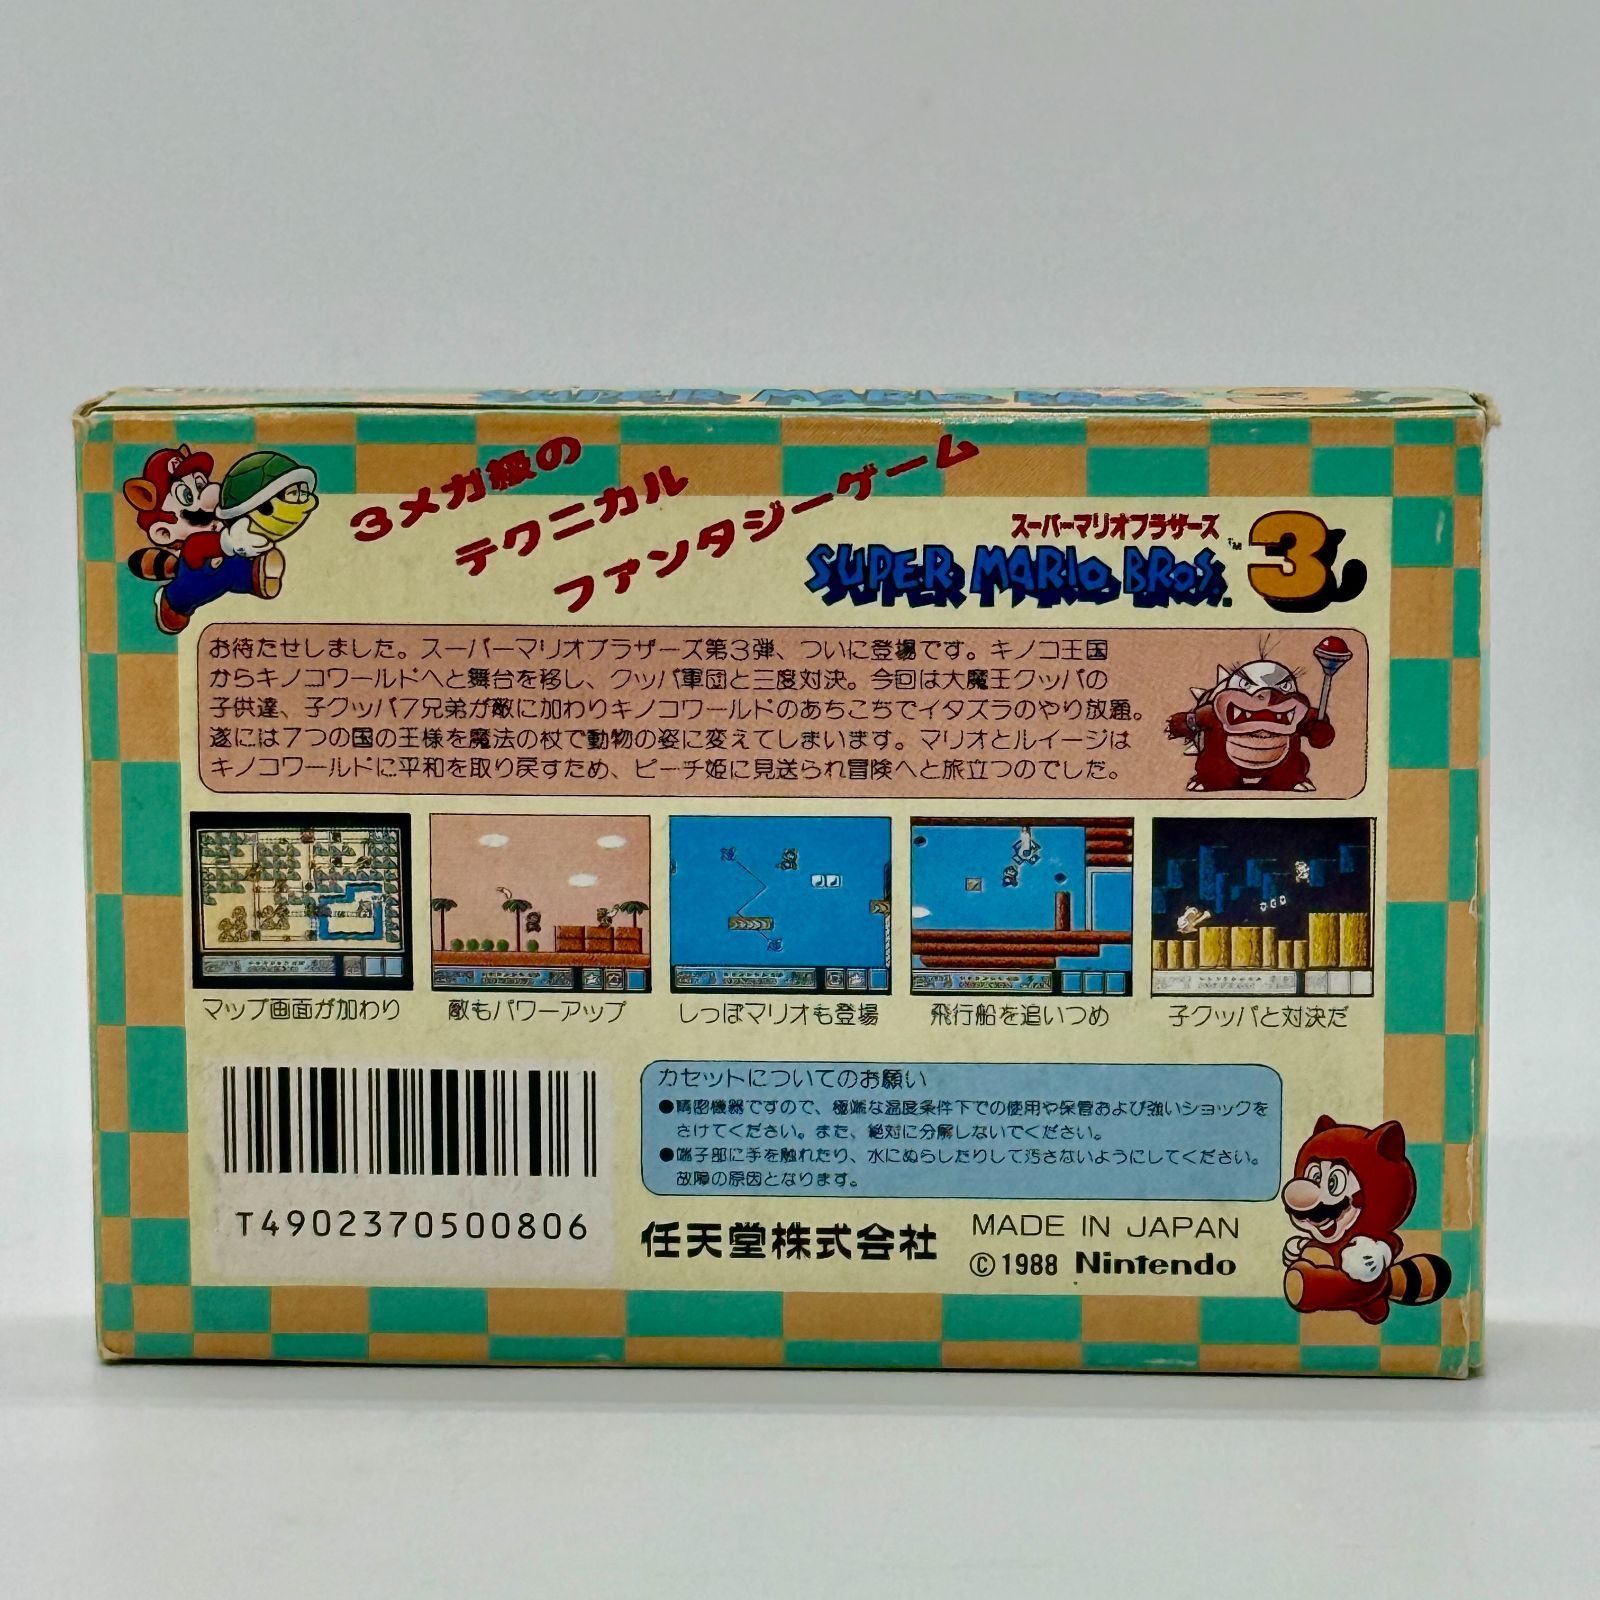 SUPER MARIO BROS.
3メガ級の
テクニカル
ファンタジーゲーム
スーパーマリオブラザーズ
SUPER MARIO BROS.™ 3
お待たせしました。スーパーマリオブラザーズ第3弾、ついに登場です。キノコ王国
からキノコワールドへと舞台を移し、クッパ軍団と三度対決。今回は大魔王クッパの
子供達、子クッパ7兄弟が敵に加わりキノコワールドのあちこちでイタズラのやり放題。
遂には7つの国の王様を魔法の杖で動物の姿に変えてしまいます。マリオとルイージは
キノコワールドに平和を取り戻すため、ピーチ姫に見送られ冒険へと旅立つのでした。
マップ画面が加わり
敵もパワーアップ
しっぽマリオも登場
飛行船を追いつめ
子クッパと対決だ
カセットについてのお願い
●精密機器ですので、極端な温度条件下での使用や保管および強いショックを
さけてください。また、絶対に分解しないでください。
●端子部に手を触れたり、水にぬらしたりして汚さないようにしてください。
故障の原因となります。
T4902370500806
任天堂株式会社
MADE IN JAPAN
©1988 Nintendo